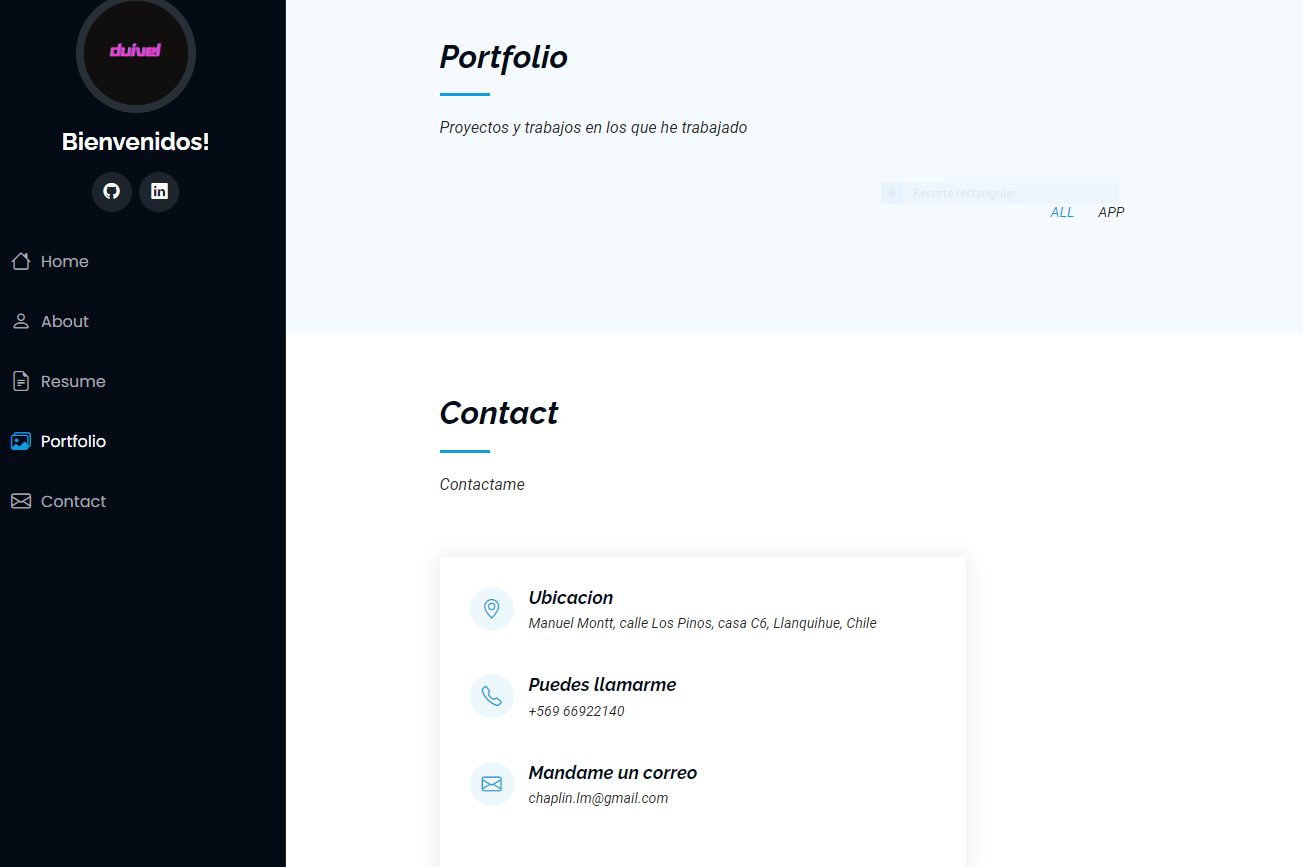 duivel
Bienvenidos!
Home
About
Resume
Portfolio
Contact
Portfolio
Proyectos y trabajos en los que he trabajado
Recorte rectangular
ALL APP
Contact
Contactame
Ubicacion
Manuel Montt, calle Los Pinos, casa C6, Llanquihue, Chile
Puedes llamarme
+569 66922140
Mandame un correo
chaplin.lm@gmail.com